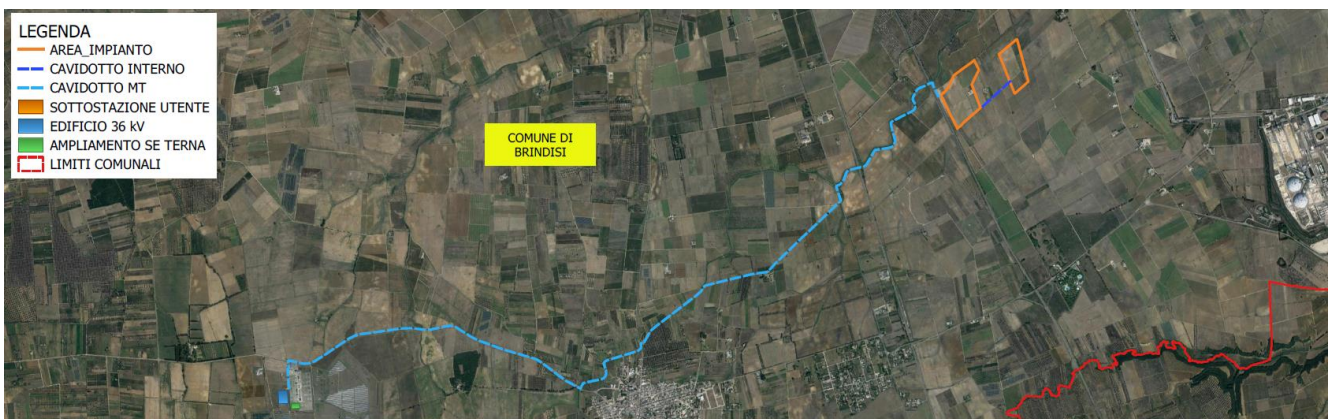 LEGENDA
AREA_IMPIANTO
CAVIDOTTO INTERNO
CAVIDOTTO MT
SOTTOSTAZIONE UTENTE
EDIFICIO 36 kV
AMPLIAMENTO SE TERNA
LIMITI COMUNALI
COMUNE DI
BRINDISI